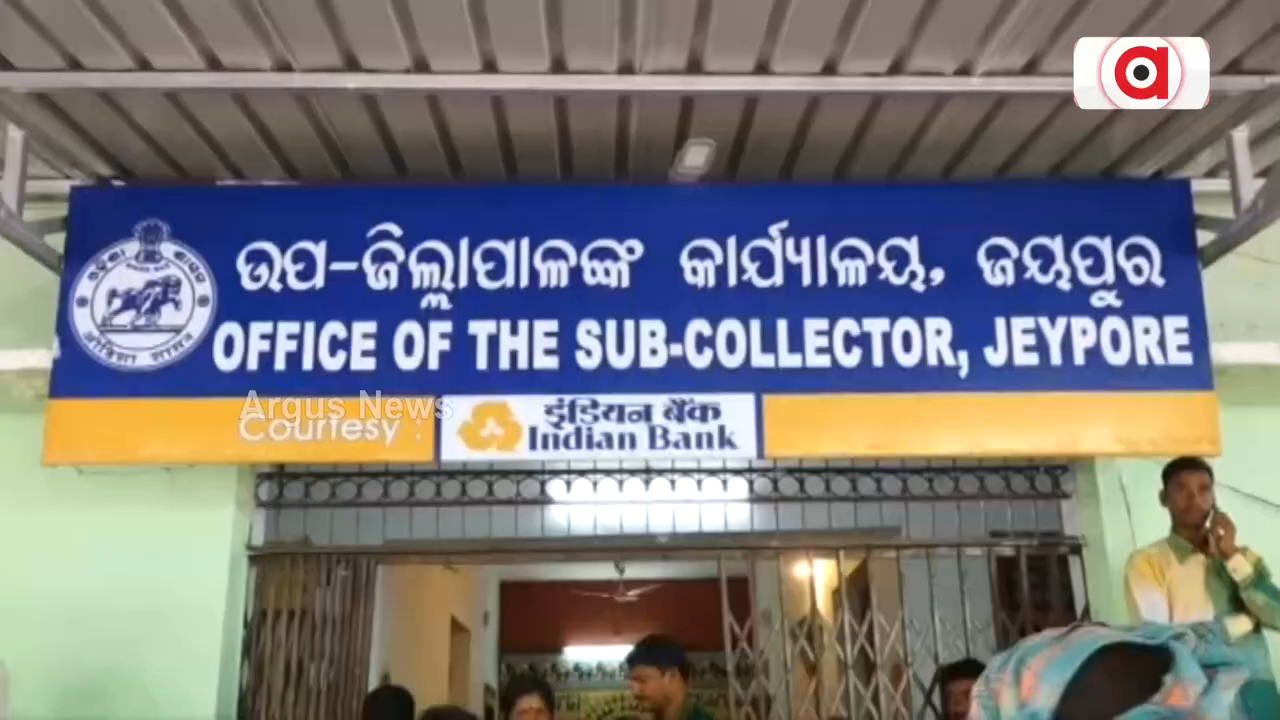 a
ଉପ-ଜିଲ୍ଲାପାଳଙ୍କ କାର୍ଯ୍ୟାଳୟ, ଜୟପୁର
OFFICE OF THE SUB-COLLECTOR, JEYPORE
Argus News
Courtesy :
इंडियन बैंक
Indian Bank